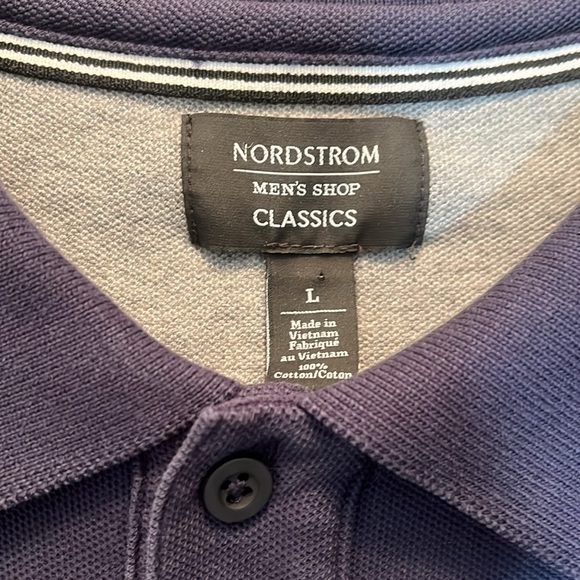 NORDSTROM
MEN'S SHOP
CLASSICS
L
Made in
Vietnam
Fabriqué
au Vietnam
100%
Cotton/Coton